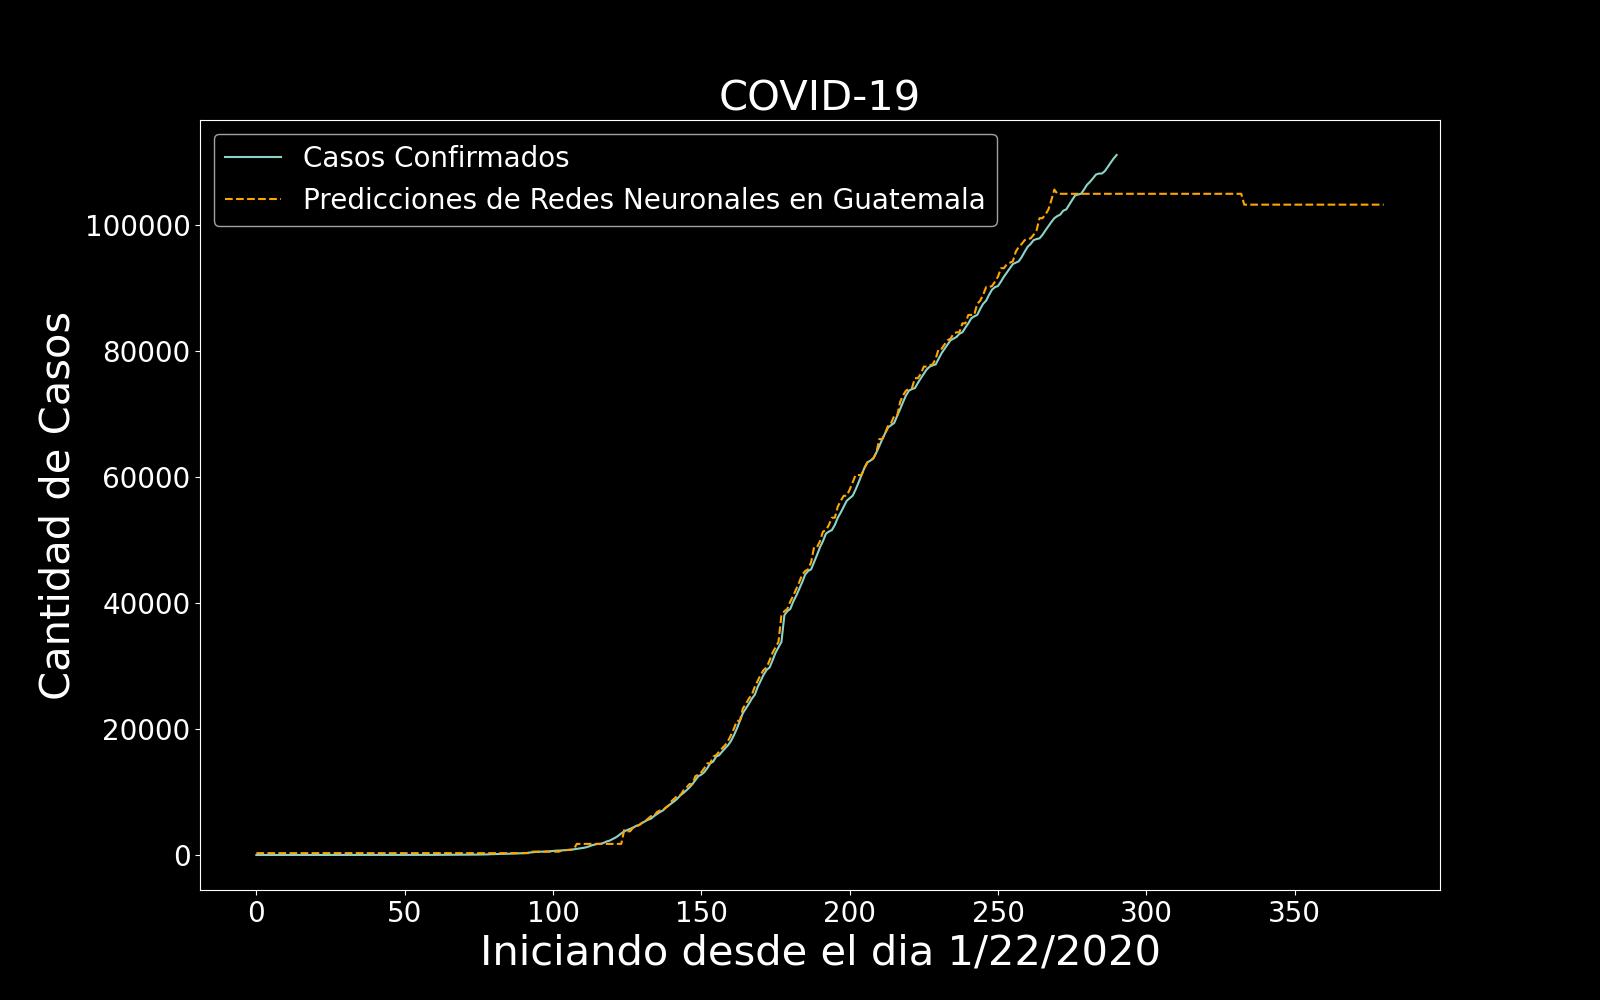 COVID-19
Casos Confirmados
Predicciones de Redes Neuronales en Guatemala
100000
80000
60000
40000
20000
0
Cantidad de Casos
0 50 100 150 200 250 300 350
Iniciando desde el dia 1/22/2020